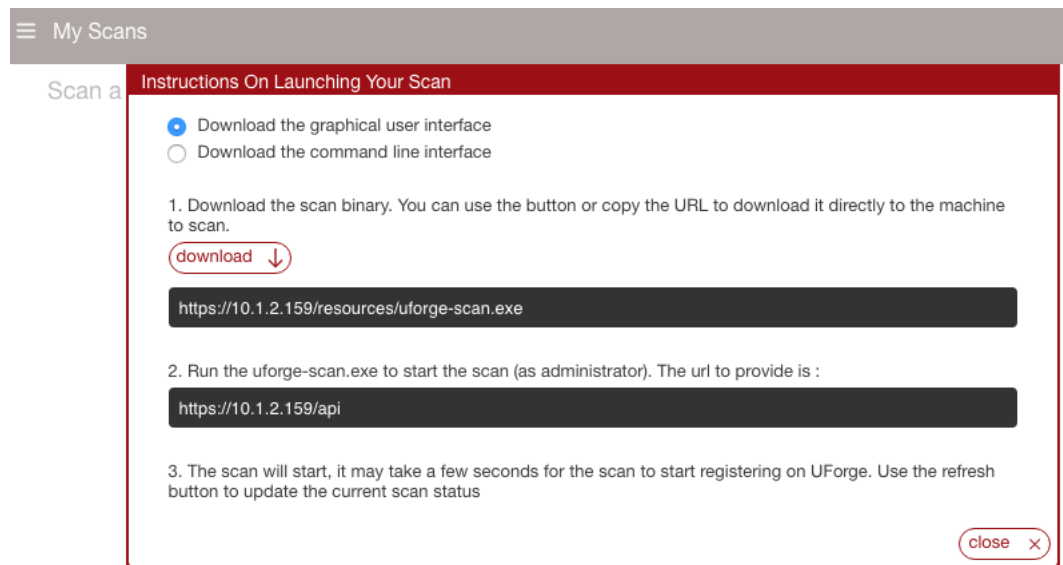 My Scans
Scan a
Instructions On Launching Your Scan
Download the graphical user interface
Download the command line interface
1. Download the scan binary. You can use the button or copy the URL to download it directly to the machine
to scan.
download
https://10.1.2.159/resources/uforge-scan.exe
2. Run the uforge-scan.exe to start the scan (as administrator). The url to provide is :
https://10.1.2.159/api
3. The scan will start, it may take a few seconds for the scan to start registering on UForge. Use the refresh
button to update the current scan status
close